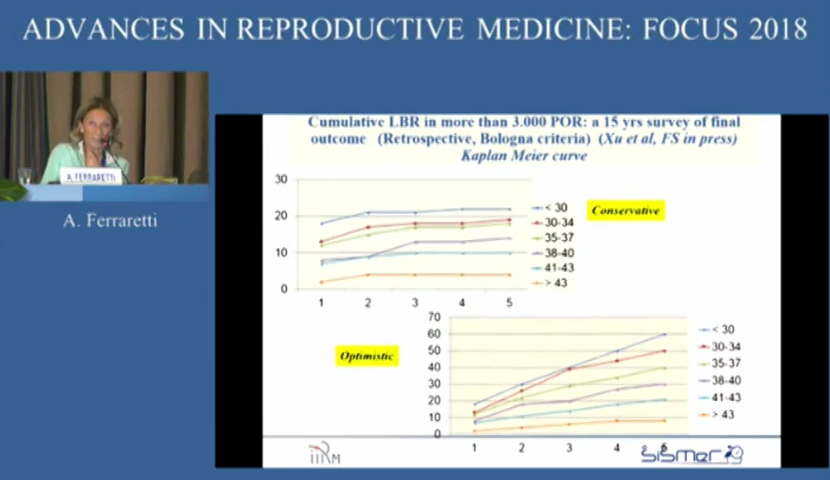 ADVANCES IN REPRODUCTIVE MEDICINE: FOCUS 2018
A. FERRARETTI
A. Ferraretti
Cumulative LBR in more than 3.000 POR: a 15 yrs survey of final
outcome (Retrospective, Bologna criteria) (Xu et al, FS in press)
Kaplan Meier curve
30
20
10
0
1 2 3 4 5
< 30
30-34
35-37
38-40
41-43
> 43
Conservative
Optimistic
70
60
50
40
30
20
10
0
1 2 3 4 5
< 30
30-34
35-37
38-40
41-43
> 43
iiRM
sismer